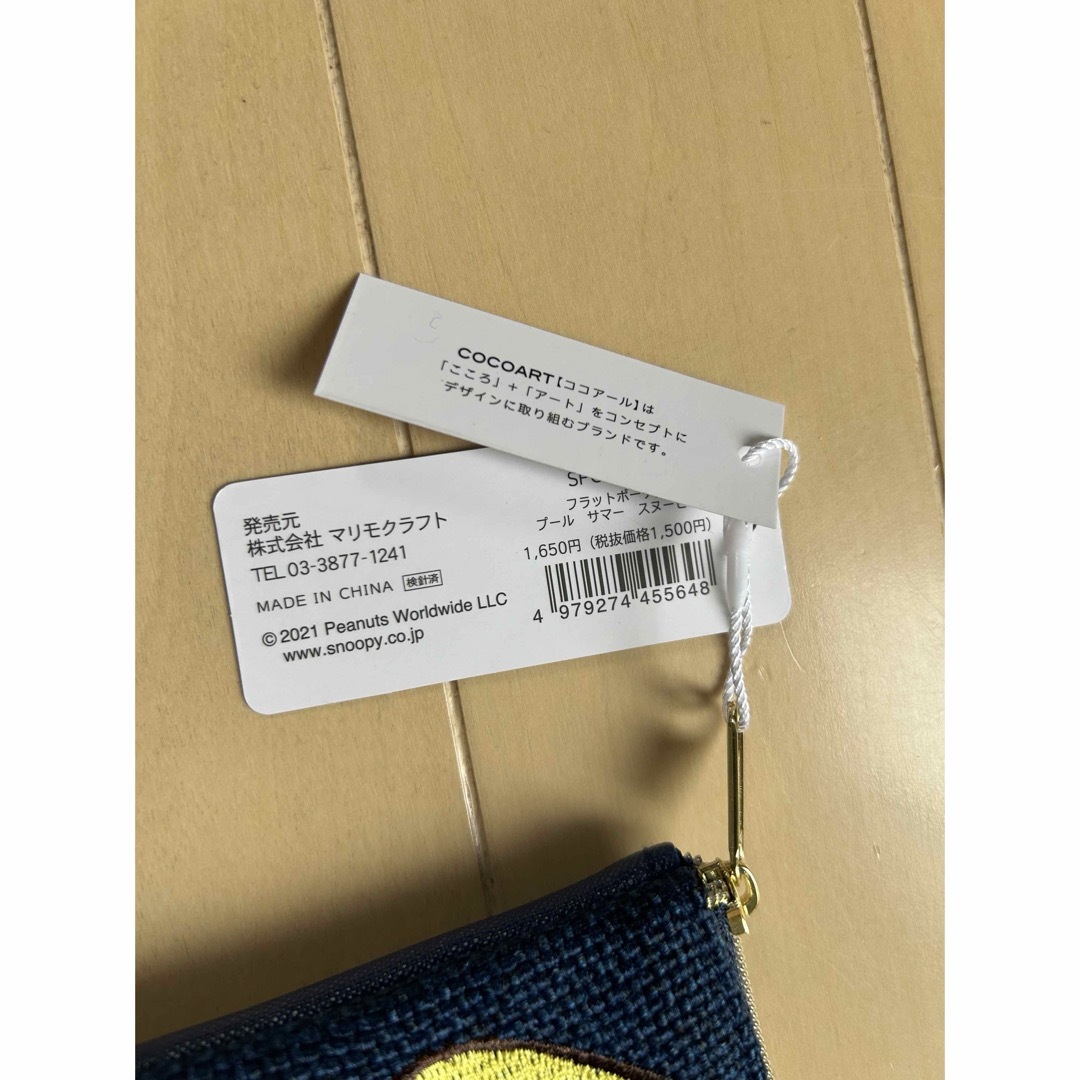 COCOART【ココアール】は
「こころ」+「アート」をコンセプトに
デザインに取り組むブランドです。
フラットポーチ
プール サマー スヌーピ
1,650円（税抜価格1,500円）
4 979274 455648
発売元
株式会社 マリモクラフト
TEL 03-3877-1241
MADE IN CHINA 検針済
© 2021 Peanuts Worldwide LLC
www.snoopy.co.jp